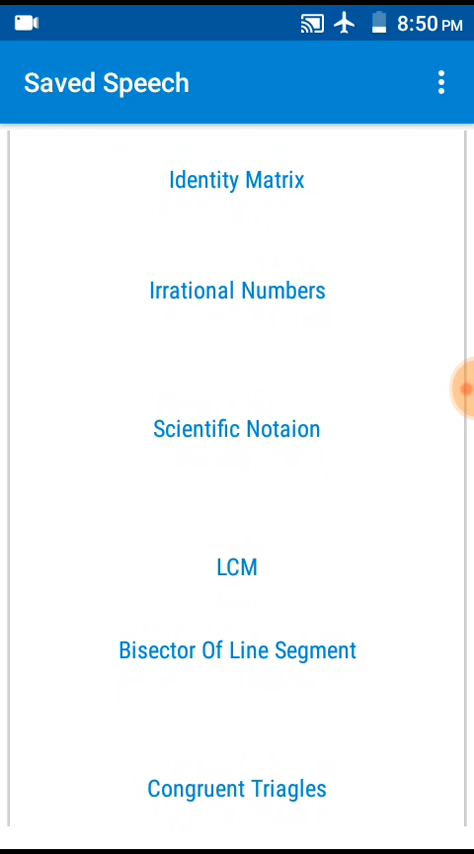 8:50 PM
Saved Speech
Identity Matrix
Irrational Numbers
Scientific Notaion
LCM
Bisector Of Line Segment
Congruent Triagles